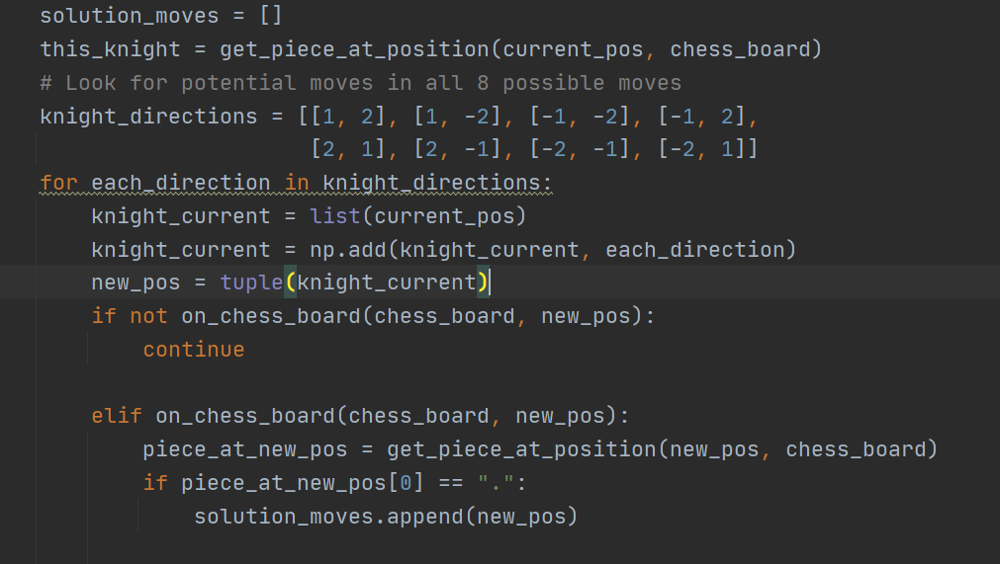 solution_moves = []
this_knight = get_piece_at_position(current_pos, chess_board)
# Look for potential moves in all 8 possible moves
knight_directions = [[1, 2], [1, -2], [-1, -2], [-1, 2],
                     [2, 1], [2, -1], [-2, -1], [-2, 1]]
for each_direction in knight_directions:
    knight_current = list(current_pos)
    knight_current = np.add(knight_current, each_direction)
    new_pos = tuple(knight_current)
    if not on_chess_board(chess_board, new_pos):
        continue

    elif on_chess_board(chess_board, new_pos):
        piece_at_new_pos = get_piece_at_position(new_pos, chess_board)
        if piece_at_new_pos[0] == ".":
            solution_moves.append(new_pos)